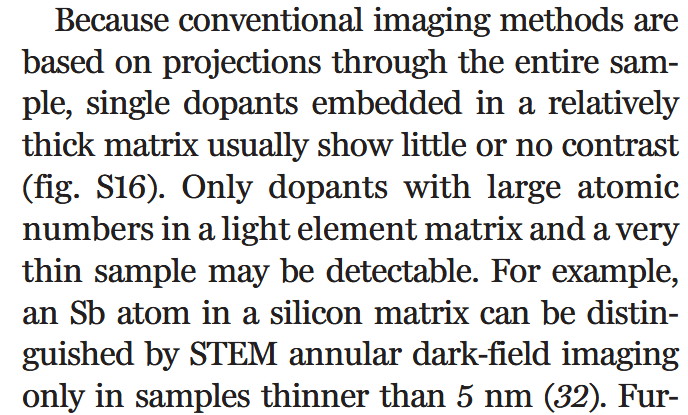 Because conventional imaging methods are
based on projections through the entire sam-
ple, single dopants embedded in a relatively
thick matrix usually show little or no contrast
(fig. S16). Only dopants with large atomic
numbers in a light element matrix and a very
thin sample may be detectable. For example,
an Sb atom in a silicon matrix can be distin-
guished by STEM annular dark-field imaging
only in samples thinner than 5 nm (32). Fur-